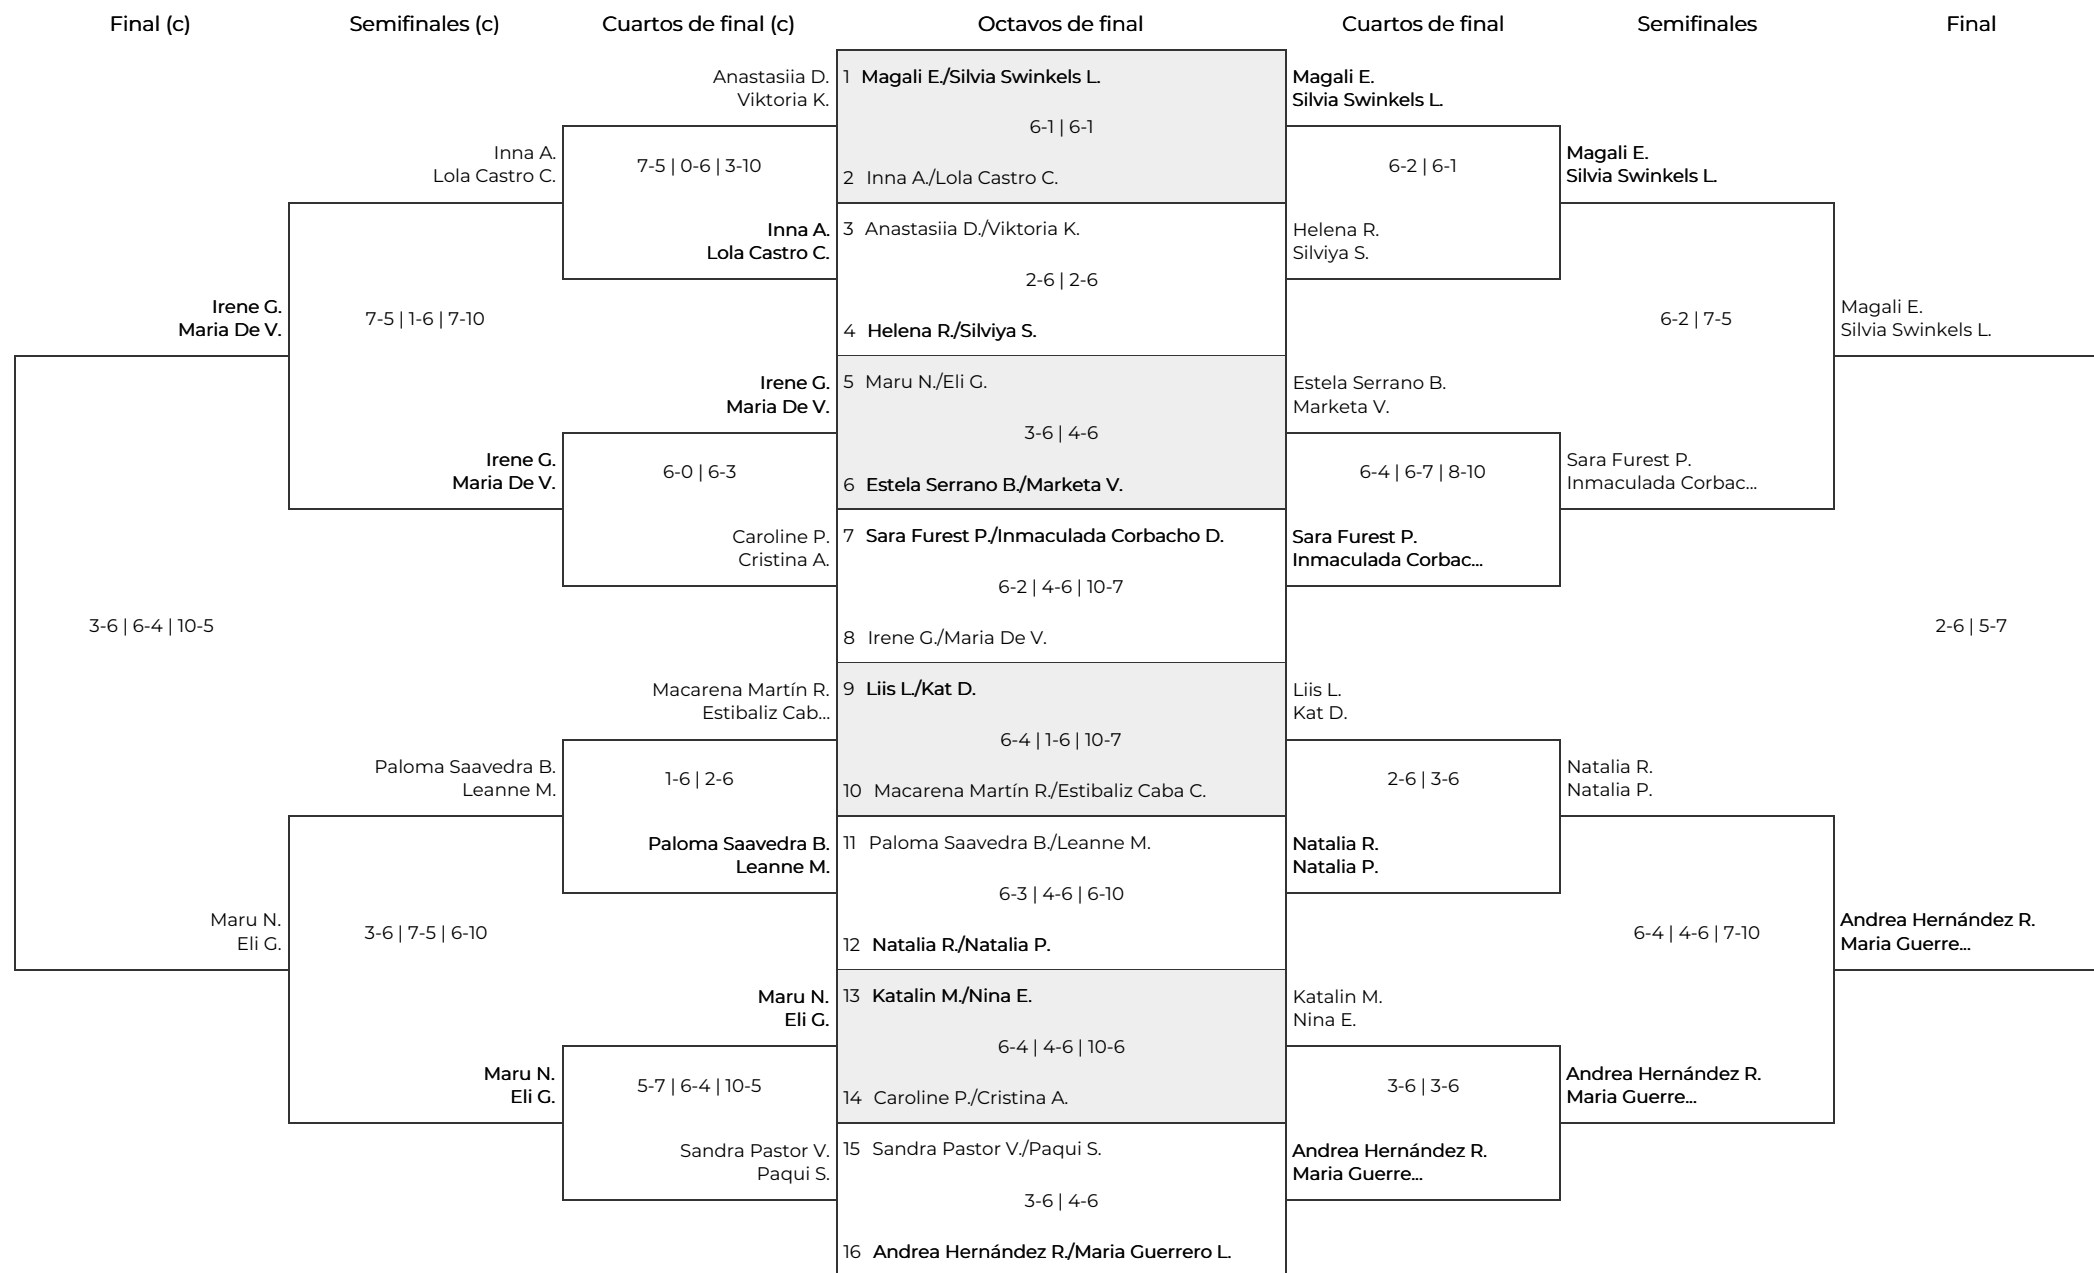 Final (c)
Semifinales (c)
Cuartos de final (c)
Octavos de final
Cuartos de final
Semifinales
Final
Irene G.
Maria De V.
3-6 | 6-4 | 10-5
Maru N.
Eli G.
Inna A.
Lola Castro C.
7-5 | 1-6 | 7-10
Irene G.
Maria De V.
Paloma Saavedra B.
Leanne M.
3-6 | 7-5 | 6-10
Maru N.
Eli G.
Anastasiia D.
Viktoria K.
7-5 | 0-6 | 3-10
Inna A.
Lola Castro C.
Irene G.
Maria De V.
6-0 | 6-3
Caroline P.
Cristina A.
Macarena Martín R.
Estibaliz Cab...
1-6 | 2-6
Paloma Saavedra B.
Leanne M.
Maru N.
Eli G.
5-7 | 6-4 | 10-5
Sandra Pastor V.
Paqui S.
1 Magali E./Silvia Swinkels L.
6-1 | 6-1
2 Inna A./Lola Castro C.
3 Anastasiia D./Viktoria K.
2-6 | 2-6
4 Helena R./Silviya S.
5 Maru N./Eli G.
3-6 | 4-6
6 Estela Serrano B./Marketa V.
7 Sara Furest P./Inmaculada Corbacho D.
6-2 | 4-6 | 10-7
8 Irene G./Maria De V.
9 Liis L./Kat D.
6-4 | 1-6 | 10-7
10 Macarena Martín R./Estibaliz Caba C.
11 Paloma Saavedra B./Leanne M.
6-3 | 4-6 | 6-10
12 Natalia R./Natalia P.
13 Katalin M./Nina E.
6-4 | 4-6 | 10-6
14 Caroline P./Cristina A.
15 Sandra Pastor V./Paqui S.
3-6 | 4-6
16 Andrea Hernández R./Maria Guerrero L.
Magali E.
Silvia Swinkels L.
6-2 | 6-1
Helena R.
Silviya S.
Estela Serrano B.
Marketa V.
6-4 | 6-7 | 8-10
Sara Furest P.
Inmaculada Corbac...
Liis L.
Kat D.
2-6 | 3-6
Natalia R.
Natalia P.
Katalin M.
Nina E.
3-6 | 3-6
Andrea Hernández R.
Maria Guerre...
Magali E.
Silvia Swinkels L.
6-2 | 7-5
Sara Furest P.
Inmaculada Corbac...
Natalia R.
Natalia P.
6-4 | 4-6 | 7-10
Andrea Hernández R.
Maria Guerre...
Magali E.
Silvia Swinkels L.
2-6 | 5-7
Andrea Hernández R.
Maria Guerre...